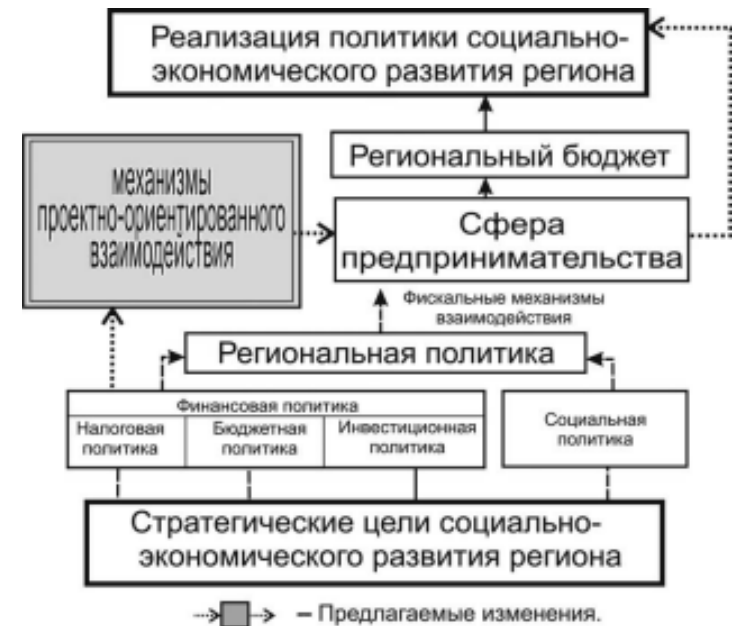 Реализация политики социально-
экономического развития региона
Региональный бюджет
механизмы
проектно-ориентированного
взаимодействия
Сфера
предпринимательства
Фискальные механизмы
взаимодействия
Региональная политика
Финансовая политика
Налоговая
политика
Бюджетная
политика
Инвестиционная
политика
Социальная
политика
Стратегические цели социально-
экономического развития региона
– Предлагаемые изменения.